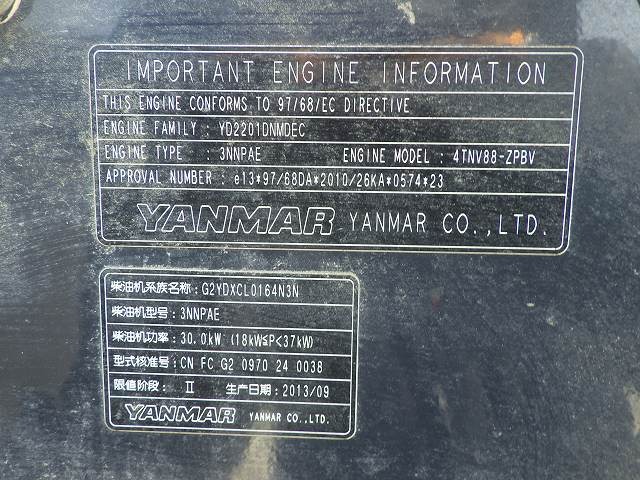 IMPORTANT ENGINE INFORMATION
THIS ENGINE CONFORMS TO 97/68/EC DIRECTIVE
ENGINE FAMILY : YD2201DNMDEC
ENGINE TYPE : 3NNPAE ENGINE MODEL : 4TNV88-ZPBV
APPROVAL NUMBER : e13*97/68DA*2010/26KA*0574*23
YANMAR YANMAR CO.,LTD.
柴油机系族名称: G2YDXCL0164N3N
柴油机型号: 3NNPAE
柴油机功率: 30.0kW (18kW≦P<37kW)
型式核准号: CN FC G2 0970 24 0038
限值阶段: Ⅱ 生产日期: 2013/09
YANMAR YANMAR CO.,LTD.